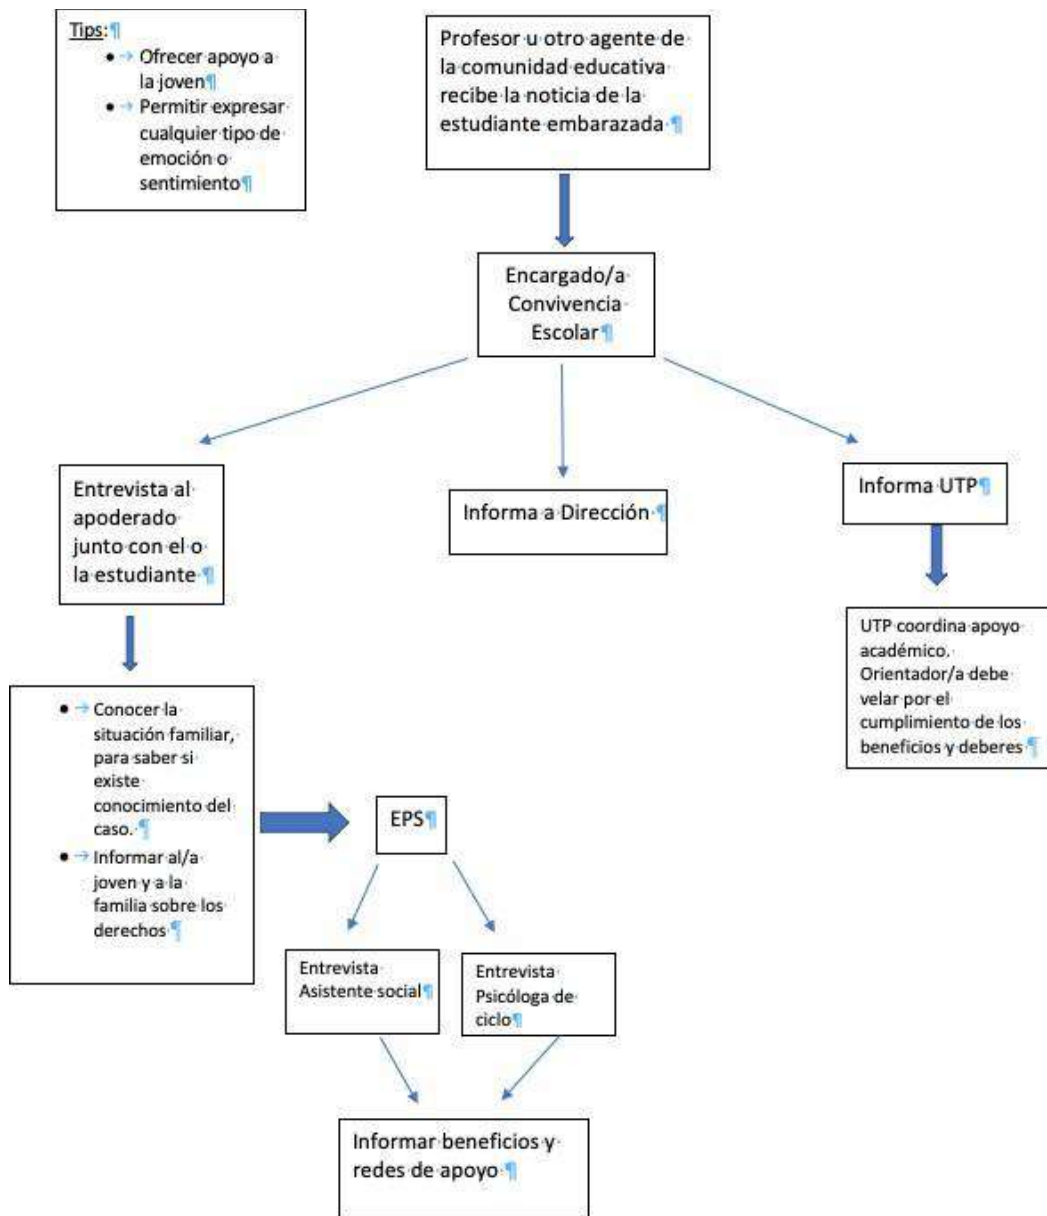 Tips:¶
• → Ofrecer apoyo a
la joven¶
• → Permitir expresar
cualquier tipo de
emoción o
sentimiento¶
Profesor u otro agente de
la comunidad educativa
recibe la noticia de la
estudiante embarazada ¶
Encargado/a
Convivencia
Escolar¶
Entrevista al
apoderado
junto con el o
la estudiante ¶
Informa a Dirección ¶
Informa UTP¶
UTP coordina apoyo
académico.
Orientador/a debe
velar por el
cumplimiento de los
beneficios y deberes ¶
• → Conocer la
situación familiar,
para saber si
existe
conocimiento del
caso. ¶
• → Informar al/a
joven y a la
familia sobre los
derechos ¶
EPS¶
Entrevista
Asistente social¶
Entrevista
Psicóloga de
ciclo¶
Informar beneficios y
redes de apoyo ¶